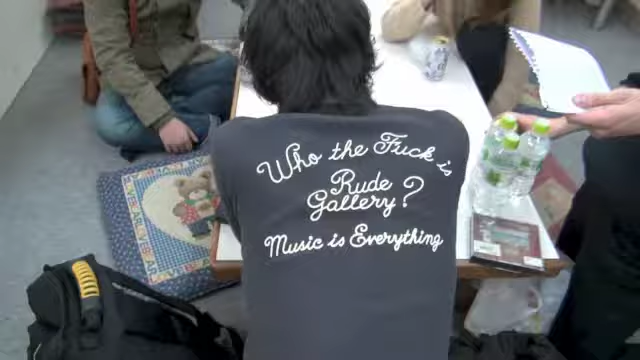 Who the Fuck is
Rude
Gallery?
Music is Everything